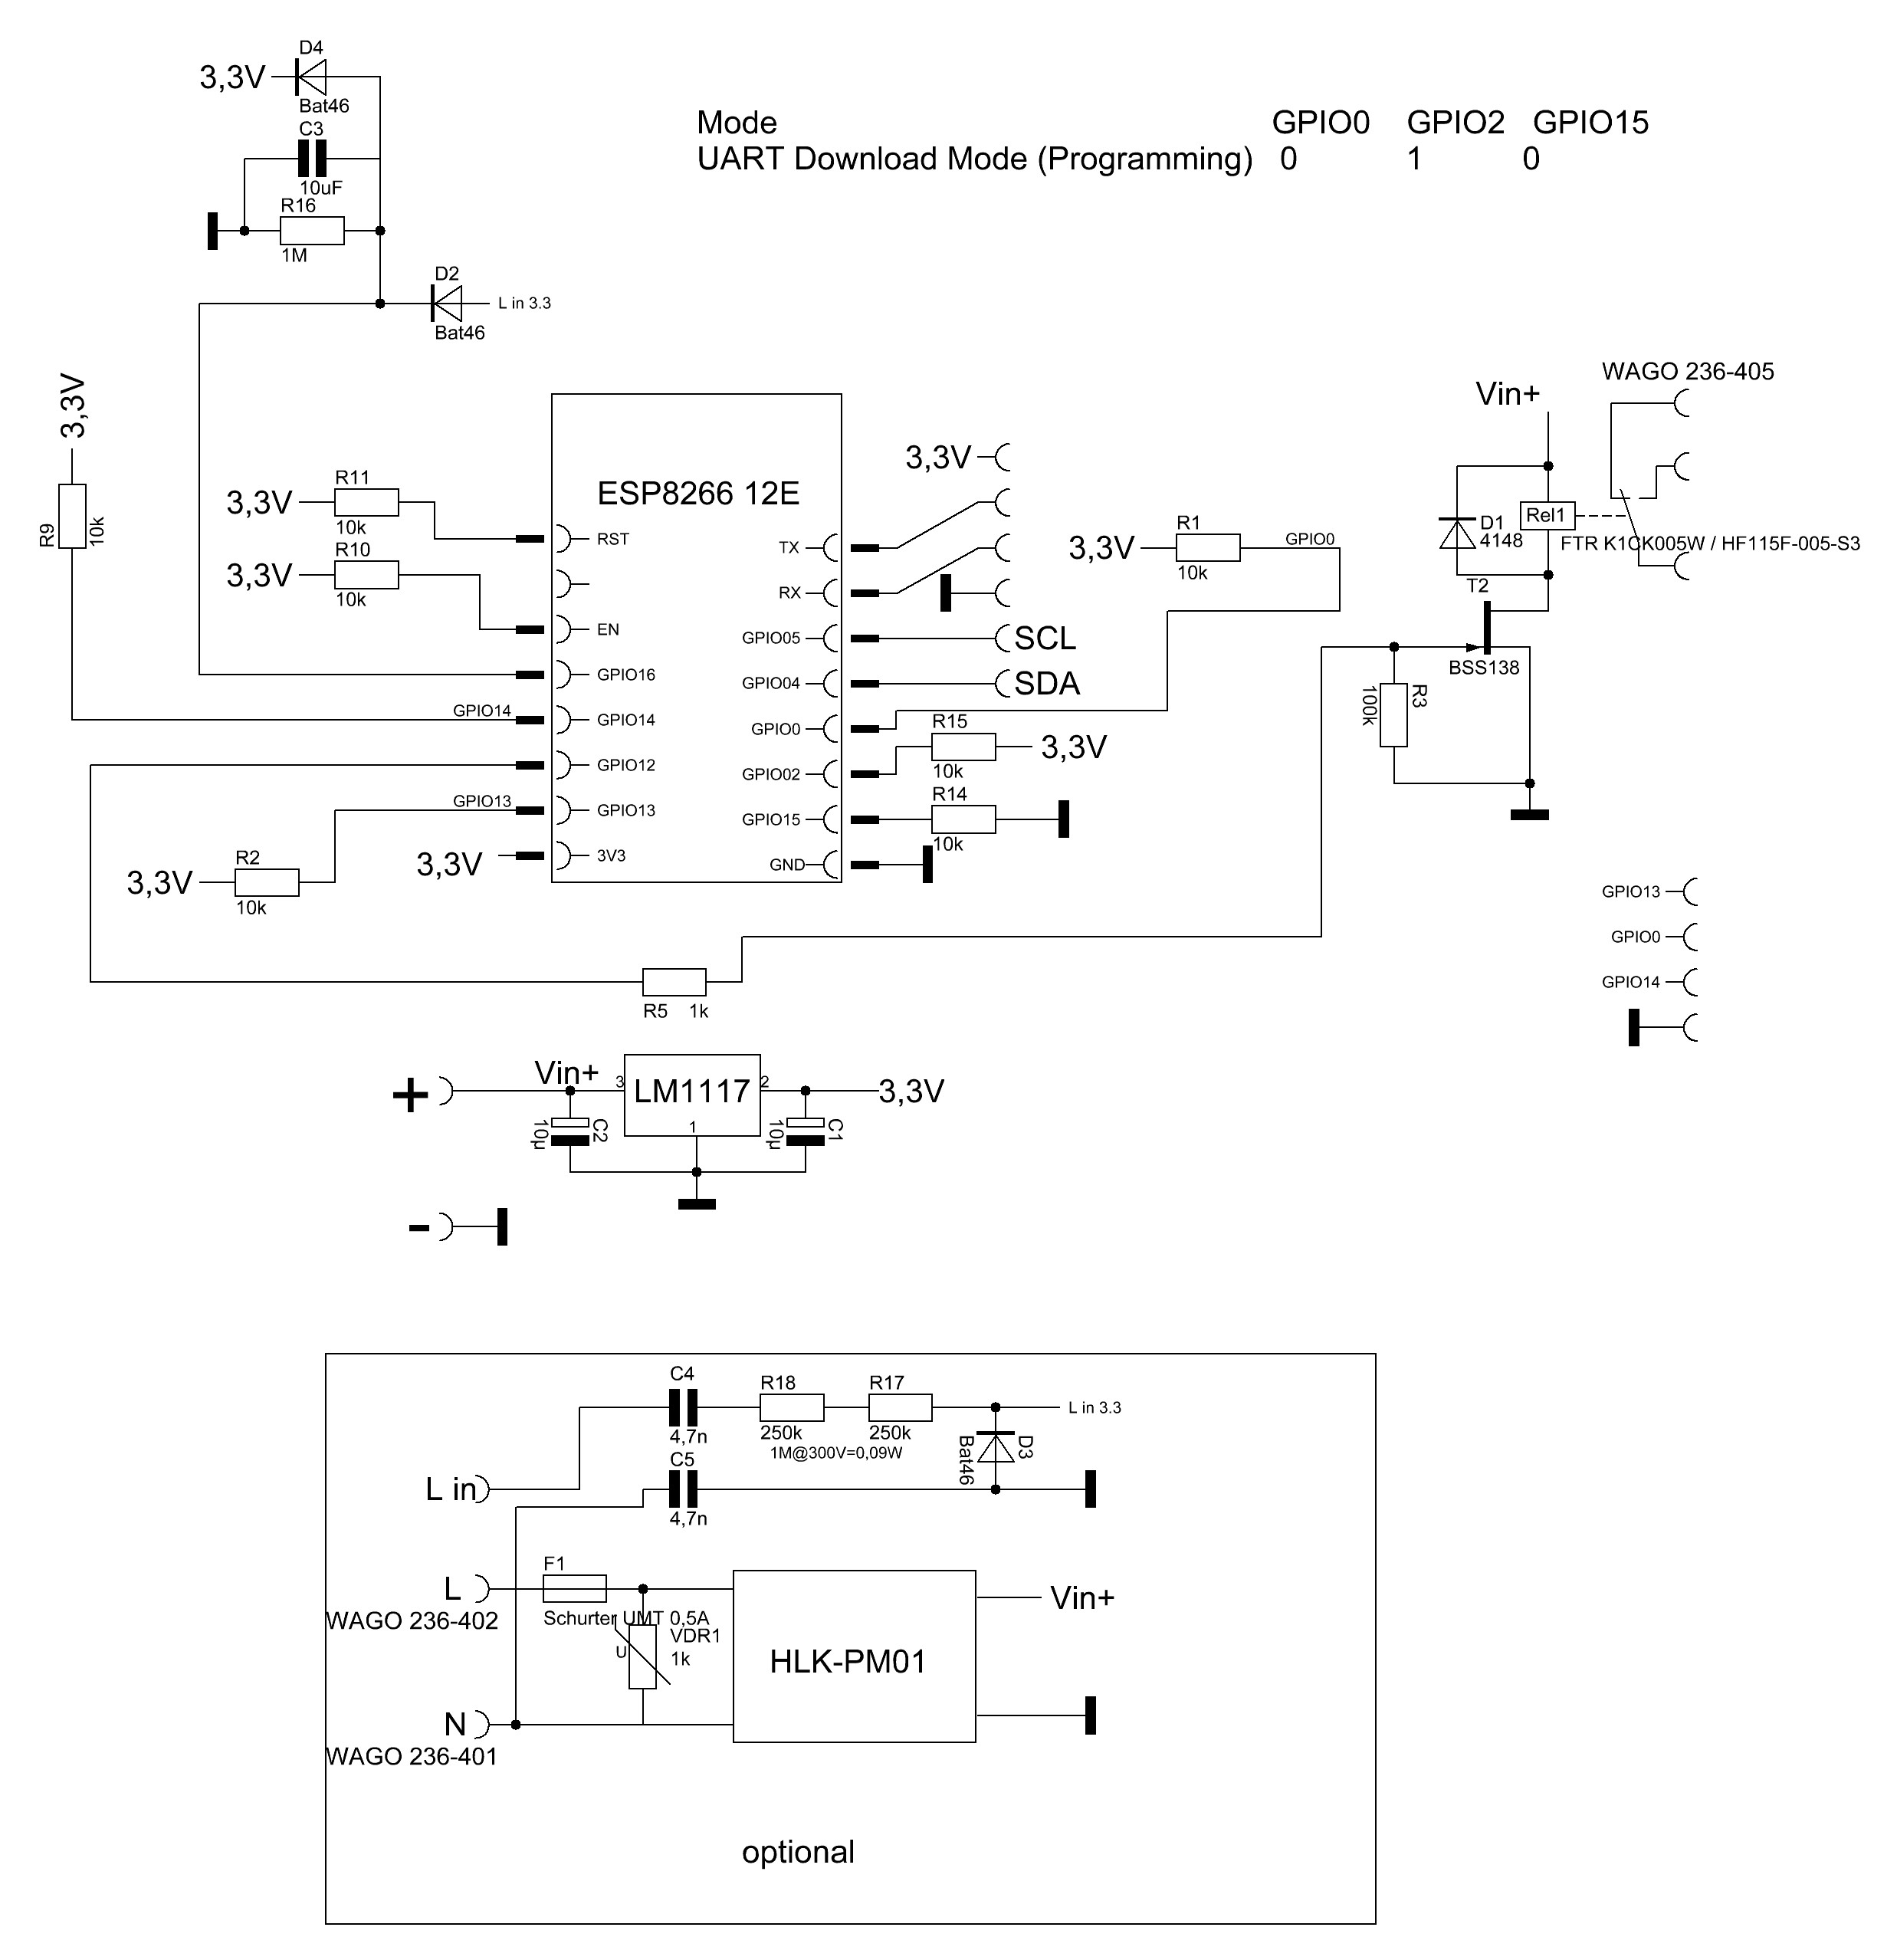 D4
3,3V
Bat46
C3
10uF
R16
1M
D2
L in 3.3
Bat46
Mode GPIO0 GPIO2 GPIO15
UART Download Mode (Programming) 0 1 0
3,3V
R9
10k
3,3V
R11
10k
3,3V
R10
10k
ESP8266 12E
RST
EN
GPIO16
GPIO14
GPIO14
GPIO12
GPIO13
GPIO13
3,3V
3V3
3,3V
R2
10k
TX
RX
GPIO05
GPIO04
GPIO0
GPIO02
GPIO15
GND
3,3V
SCL
SDA
R15
10k
3,3V
R14
10k
3,3V
R1
10k
GPIO0
WAGO 236-405
Vin+
Rel1
D1
4148
FTR K1CK005W / HF115F-005-S3
T2
BSS138
R3
100k
GPIO13
GPIO0
GPIO14
R5 1k
+
Vin+
3
LM1117
2
1
3,3V
C2
10µ
C1
10µ
-
C4
4,7n
R18
250k
R17
250k
1M@300V=0,09W
L in 3.3
D3
Bat46
C5
4,7n
L in
F1
L
Schurter UMT 0,5A
WAGO 236-402
VDR1
1k
U
HLK-PM01
Vin+
N
WAGO 236-401
optional